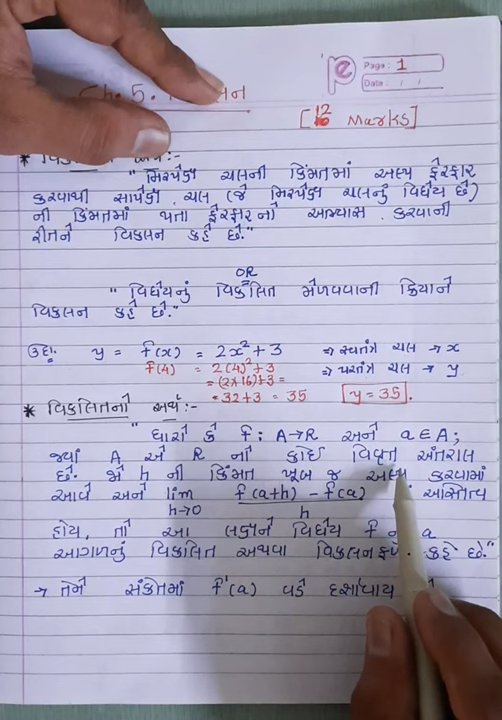 Page: 1
Date: / /
Ch. 5.
[12 Marks]
"નિરપેક્ષ ચલની કિંમતમાં અલ્પ ફેરફાર
કરવાથી સાપેક્ષ ચલ (જે નિરપેક્ષ ચલનું વિધેય છે)
ની કિંમતમાં થતા ફેરફારનો અભ્યાસ કરવાની
રીતને વિકલન કહે છે."
OR
"વિધેયનું વિકલિત મેળવવાની ક્રિયાને
વિકલન કહે છે."
ઉદા: y = f(x) = 2x² + 3 ⇒ સ્વતંત્ર ચલ → x
f(4) = 2(4)² + 3 ⇒ પરતંત્ર ચલ → y
= (2×16)+3 =
= 32+3 = 35 y = 35.
* વિકલિતનો અર્થ:-
"ધારો કે f: A→R અને a∈A;
જ્યાં A એ R નો કોઈ વિવૃત્ત અંતરાલ
છે. જો h ની કિંમત ખૂબ જ અલ્પ કરવામાં
આવે અને lim f(a+h) - f(a) અસ્તિત્વ
h→0 h
હોય, તો આ લક્ષને વિધેય f a
આગળનું વિકલિત અથવા વિકલનફળ કહે છે."
→ તેને સંકેતમાં f'(a) વડે દર્શાવાય